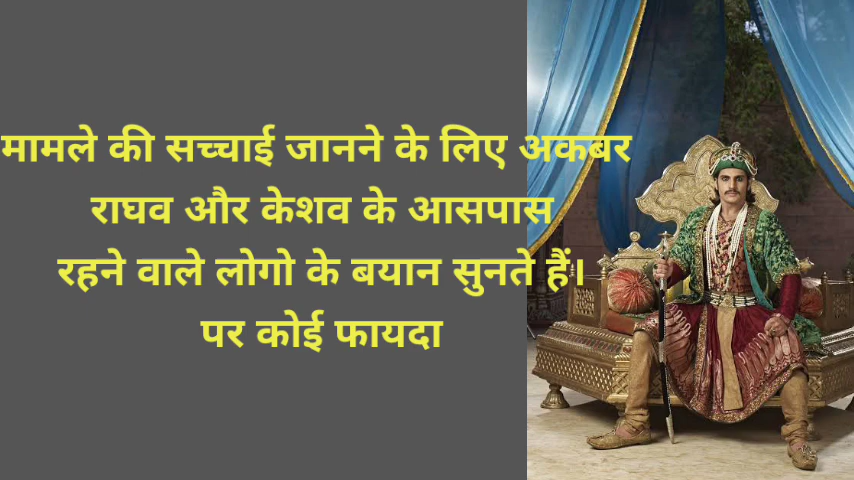 मामले की सच्चाई जानने के लिए अकबर
राघव और केशव के आसपास
रहने वाले लोगो के बयान सुनते हैं।
पर कोई फायदा